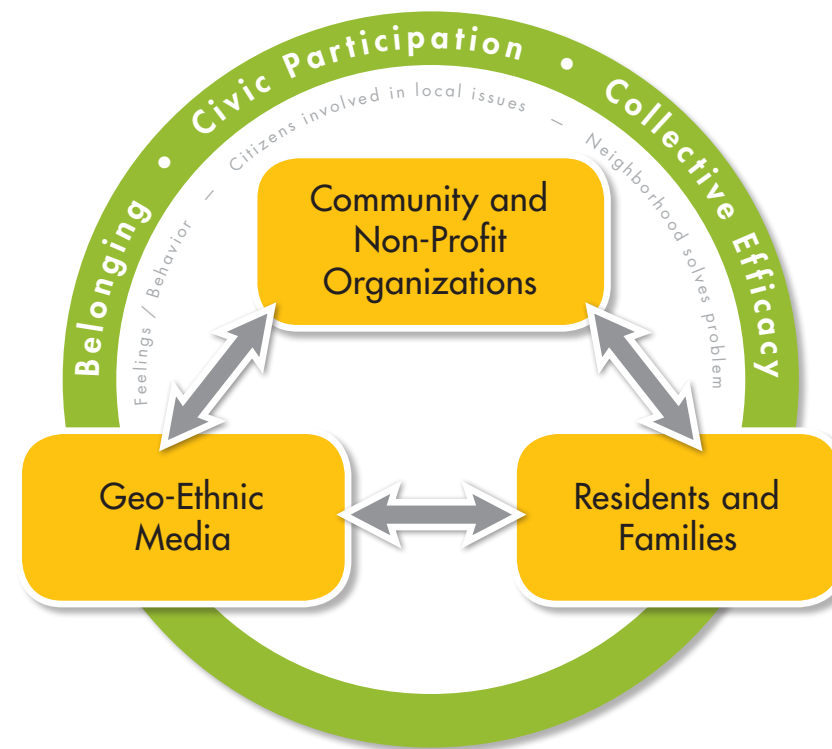 Belonging • Civic Participation • Collective Efficacy
Feelings / Behavior — Citizens involved in local issues — Neighborhood solves problem
Community and
Non-Profit
Organizations
Geo-Ethnic
Media
Residents and
Families